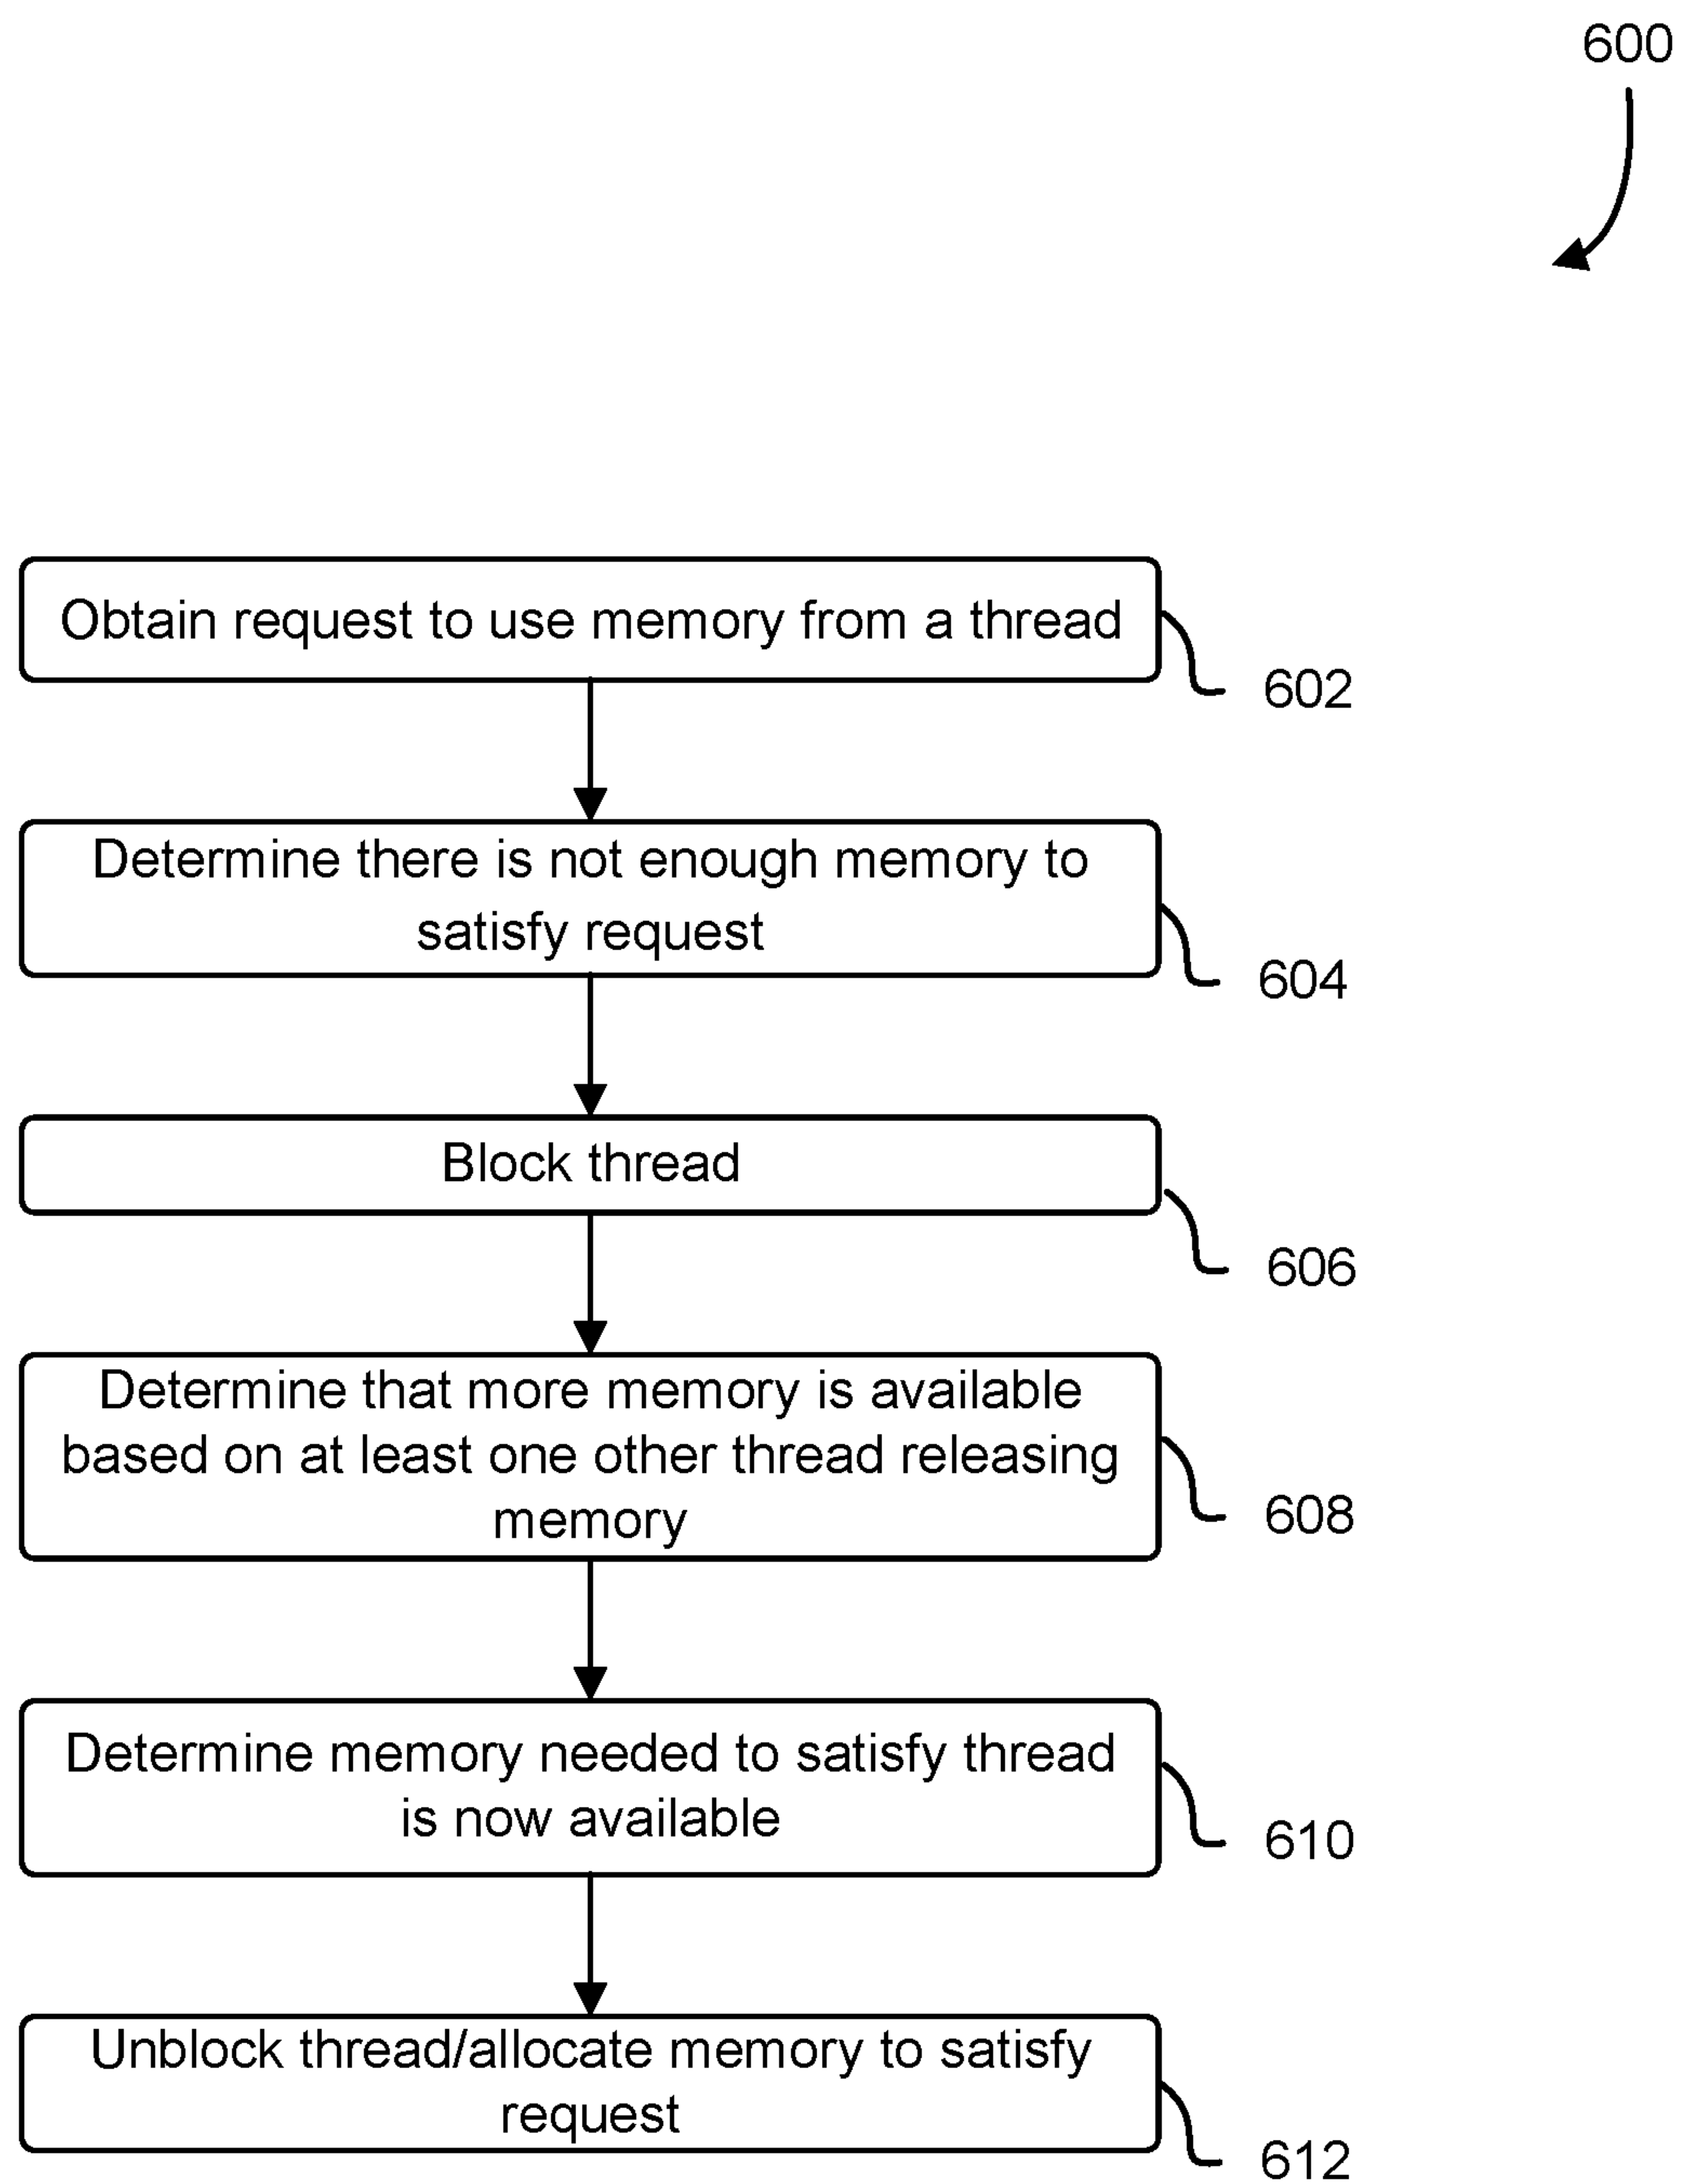 600
Obtain request to use memory from a thread
602
Determine there is not enough memory to
satisfy request
604
Block thread
606
Determine that more memory is available
based on at least one other thread releasing
memory
608
Determine memory needed to satisfy thread
is now available
610
Unblock thread/allocate memory to satisfy
request
612